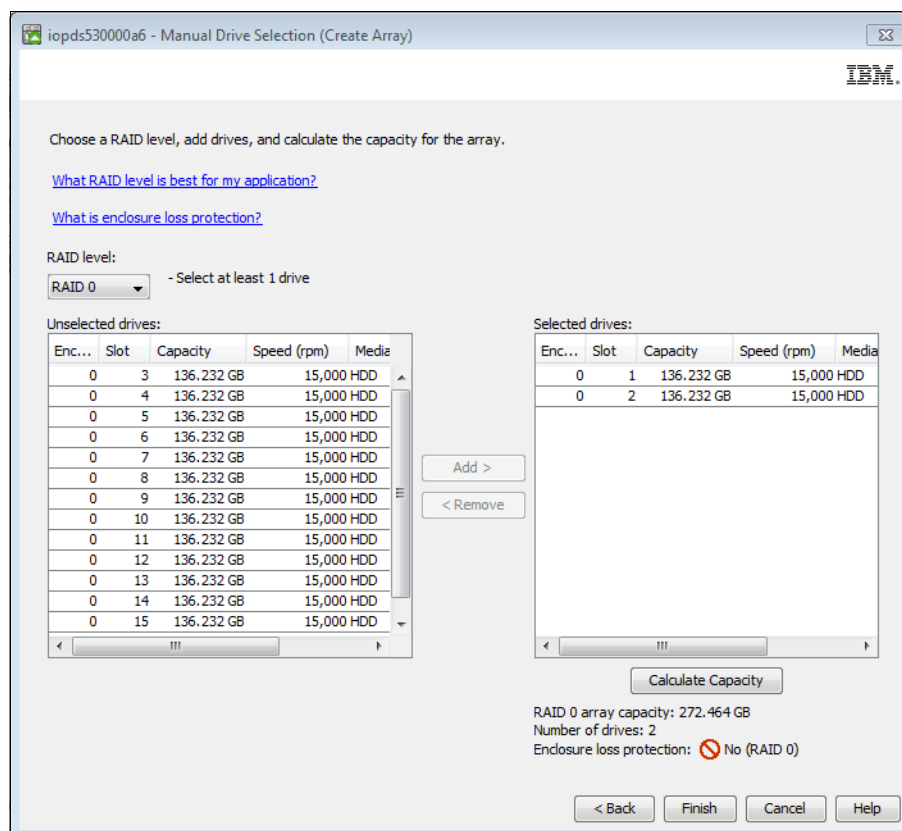 iopds530000a6 - Manual Drive Selection (Create Array)
IBM.
Choose a RAID level, add drives, and calculate the capacity for the array.
What RAID level is best for my application?
What is enclosure loss protection?
RAID level:
RAID 0 - Select at least 1 drive
Unselected drives:
Enc... Slot Capacity Speed (rpm) Media
0 3 136.232 GB 15,000 HDD
0 4 136.232 GB 15,000 HDD
0 5 136.232 GB 15,000 HDD
0 6 136.232 GB 15,000 HDD
0 7 136.232 GB 15,000 HDD
0 8 136.232 GB 15,000 HDD
0 9 136.232 GB 15,000 HDD
0 10 136.232 GB 15,000 HDD
0 11 136.232 GB 15,000 HDD
0 12 136.232 GB 15,000 HDD
0 13 136.232 GB 15,000 HDD
0 14 136.232 GB 15,000 HDD
0 15 136.232 GB 15,000 HDD
Add >
< Remove
Selected drives:
Enc... Slot Capacity Speed (rpm) Media
0 1 136.232 GB 15,000 HDD
0 2 136.232 GB 15,000 HDD
Calculate Capacity
RAID 0 array capacity: 272.464 GB
Number of drives: 2
Enclosure loss protection: No (RAID 0)
< Back Finish Cancel Help